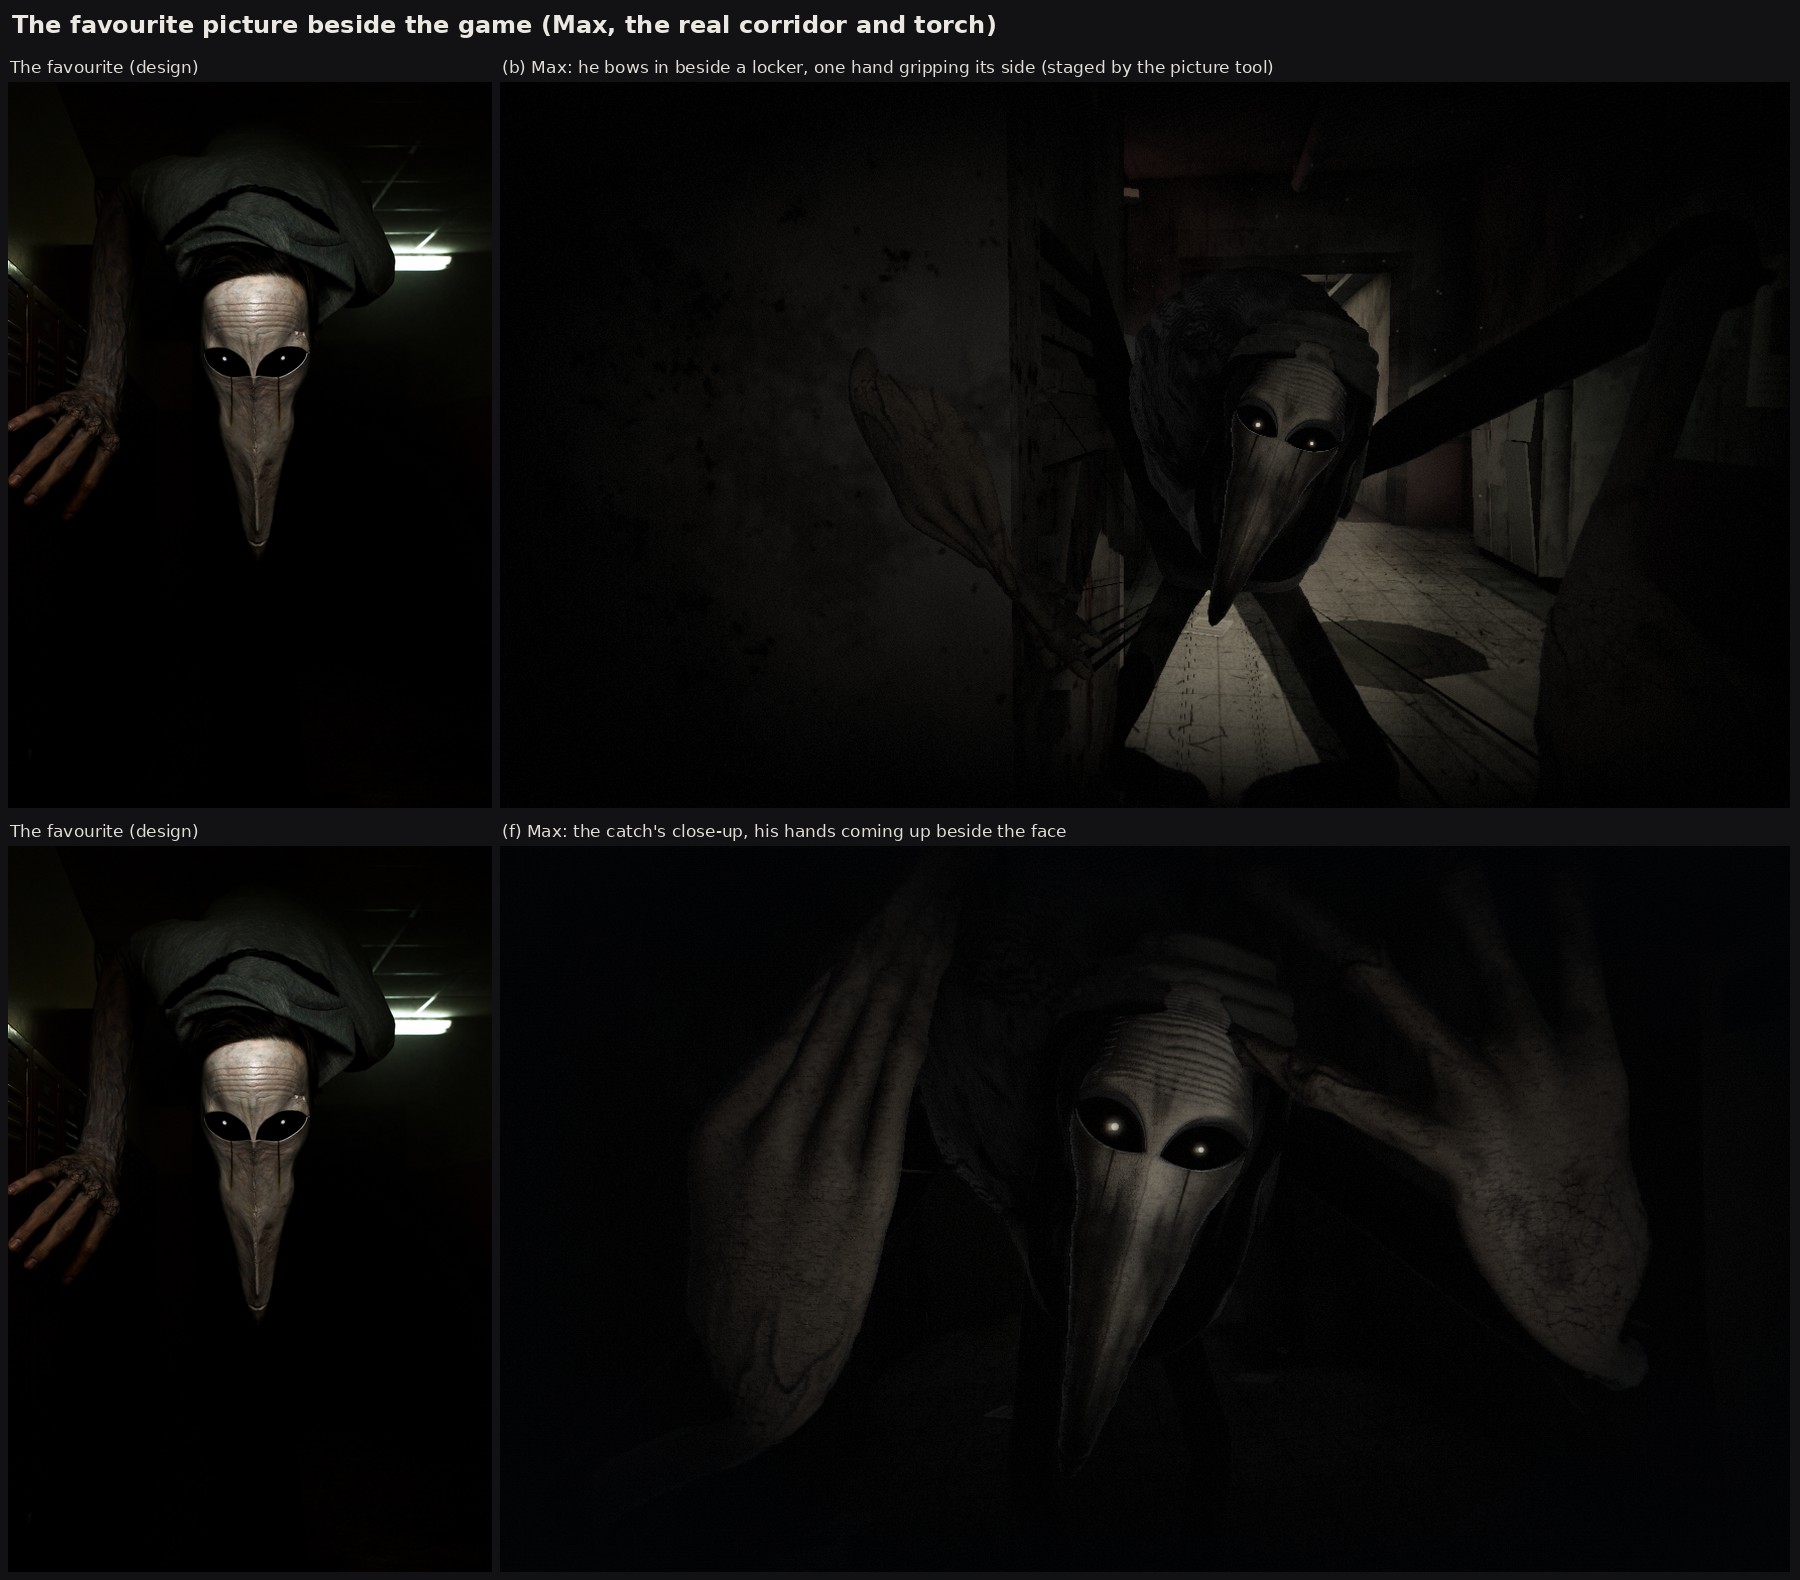 The favourite picture beside the game (Max, the real corridor and torch)
The favourite (design)
(b) Max: he bows in beside a locker, one hand gripping its side (staged by the picture tool)
The favourite (design)
(f) Max: the catch's close-up, his hands coming up beside the face